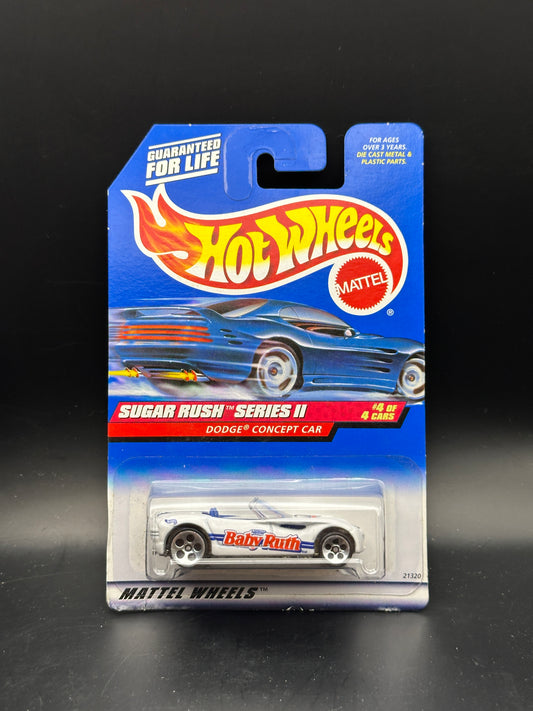 GUARANTEED
FOR LIFE
FOR AGES
OVER 3 YEARS.
DIE CAST METAL &
PLASTIC PARTS.
HOT WHEELS
MATTEL
®
SUGAR RUSH™ SERIES II
#4 OF
4 CARS
DODGE® CONCEPT CAR
Baby Ruth
21320
MATTEL WHEELS™